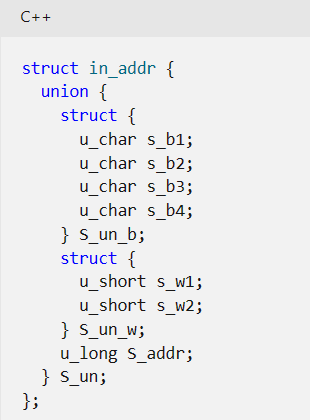 C++
struct in_addr {
  union {
    struct {
      u_char s_b1;
      u_char s_b2;
      u_char s_b3;
      u_char s_b4;
    } S_un_b;
    struct {
      u_short s_w1;
      u_short s_w2;
    } S_un_w;
    u_long S_addr;
  } S_un;
};